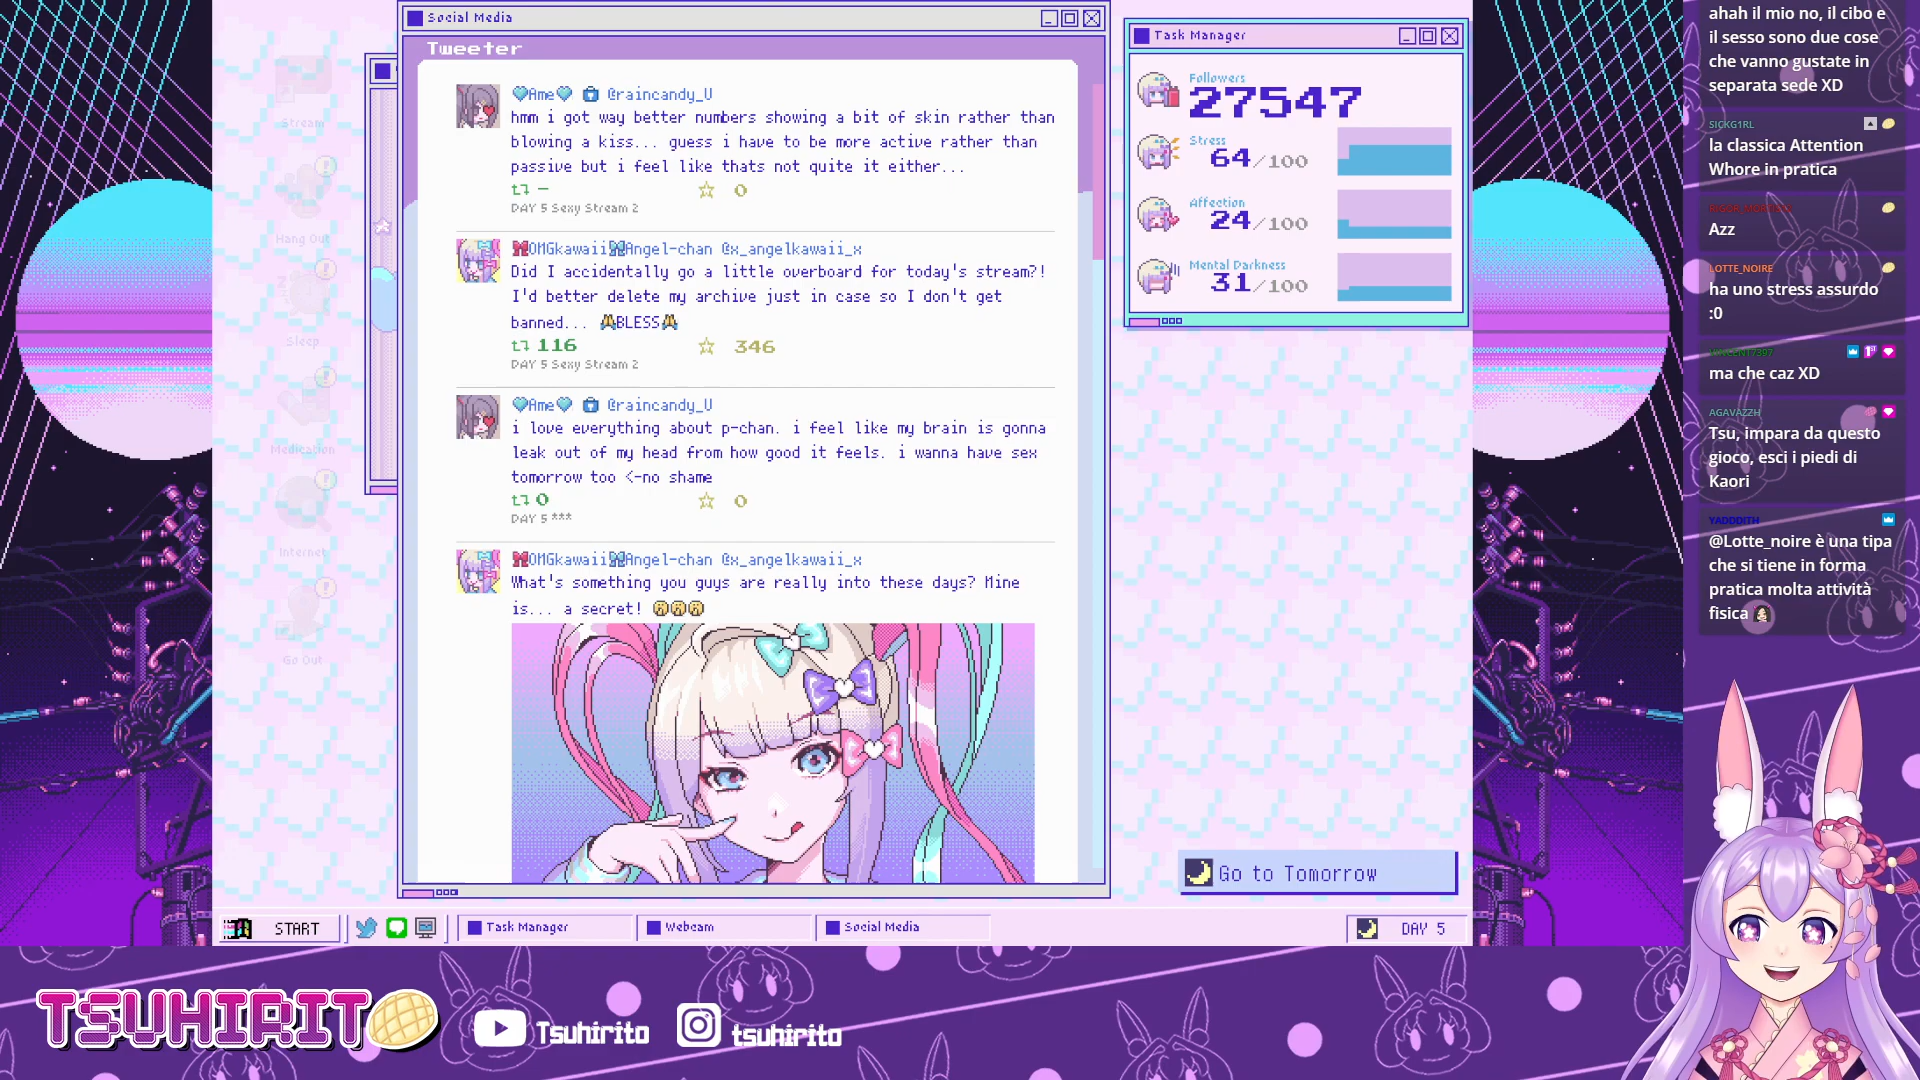 Social Media
Tweeter
Ame @raincandy_U
hmm i got way better numbers showing a bit of skin rather than
blowing a kiss... guess i have to be more active rather than
passive but i feel like thats not quite it either...
– 0
DAY 5 Sexy Stream 2
OMGkawaiiAngel-chan @x_angelkawaii_x
Did I accidentally go a little overboard for today's stream?!
I'd better delete my archive just in case so I don't get
banned... 🙏BLESS🙏
116 346
DAY 5 Sexy Stream 2
Ame @raincandy_U
i love everything about p-chan. i feel like my brain is gonna
leak out of my head from how good it feels. i wanna have sex
tomorrow too <-no shame
0 0
DAY 5 ***
OMGkawaiiAngel-chan @x_angelkawaii_x
What's something you guys are really into these days? Mine
is... a secret!
Stream
Hang Out
Sleep
Medication
Internet
Go Out
Task Manager
Followers
27547
Stress
64/100
Affection
24/100
Mental Darkness
31/100
Go to Tomorrow
START
Task Manager
Webcam
Social Media
DAY 5
ahah il mio no, il cibo e
il sesso sono due cose
che vanno gustate in
separata sede XD
SICKG1RL
la classica Attention
Whore in pratica
Azz
LOTTE_NOIRE
ha uno stress assurdo
:0
ma che caz XD
AGAVAZZH
Tsu, impara da questo
gioco, esci i piedi di
Kaori
YADDDITH
@Lotte_noire è una tipa
che si tiene in forma
pratica molta attività
fisica
TSUHIRITO
Tsuhirito
tsuhirito